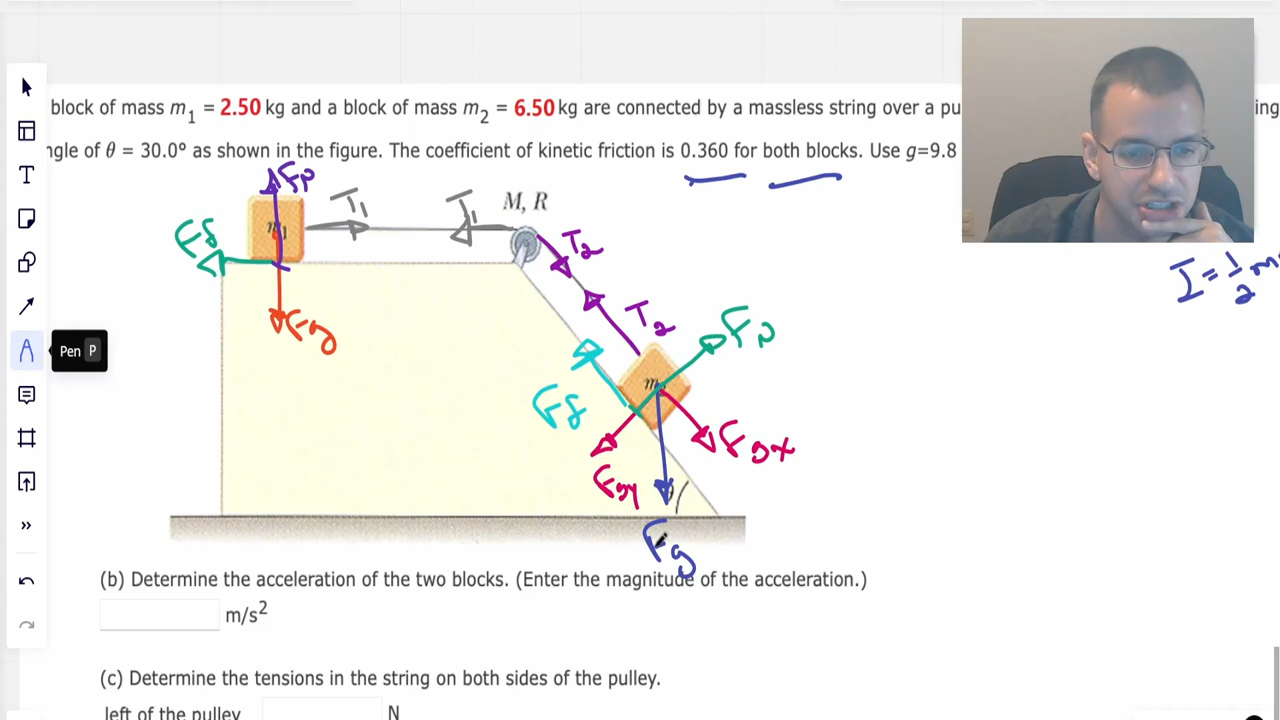 block of mass m₁ = 2.50 kg and a block of mass m₂ = 6.50 kg are connected by a massless string over a pu ing
ngle of θ = 30.0° as shown in the figure. The coefficient of kinetic friction is 0.360 for both blocks. Use g=9.8
FN
T₁
T₁
M, R
m₁
Ff
T₂
I = 1/2 m
Fg
T₂
FN
Pen P
m
Ff
Fgx
Fgy
θ
Fg
(b) Determine the acceleration of the two blocks. (Enter the magnitude of the acceleration.)
m/s²
(c) Determine the tensions in the string on both sides of the pulley.
left of the pulley N